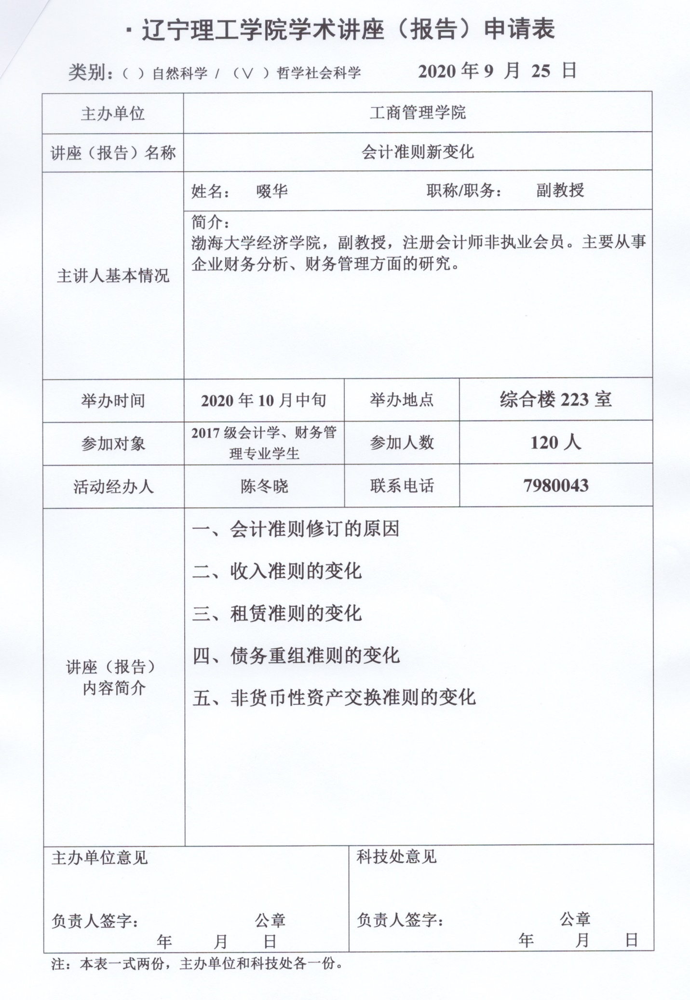 ·辽宁理工学院学术讲座（报告）申请表
类别：（ ）自然科学 / （√ ）哲学社会科学 2020 年 9 月 25 日
主办单位 工商管理学院
讲座（报告）名称 会计准则新变化
主讲人基本情况
姓名： 啜华 职称/职务： 副教授
简介：
渤海大学经济学院，副教授，注册会计师非执业会员。主要从事
企业财务分析、财务管理方面的研究。
举办时间 2020 年 10 月中旬 举办地点 综合楼 223 室
参加对象 2017 级会计学、财务管
理专业学生 参加人数 120 人
活动经办人 陈冬晓 联系电话 7980043
讲座（报告）
内容简介
一、会计准则修订的原因
二、收入准则的变化
三、租赁准则的变化
四、债务重组准则的变化
五、非货币性资产交换准则的变化
主办单位意见
负责人签字： 公章
年 月 日
科技处意见
负责人签字： 公章
年 月 日
注：本表一式两份，主办单位和科技处各一份。